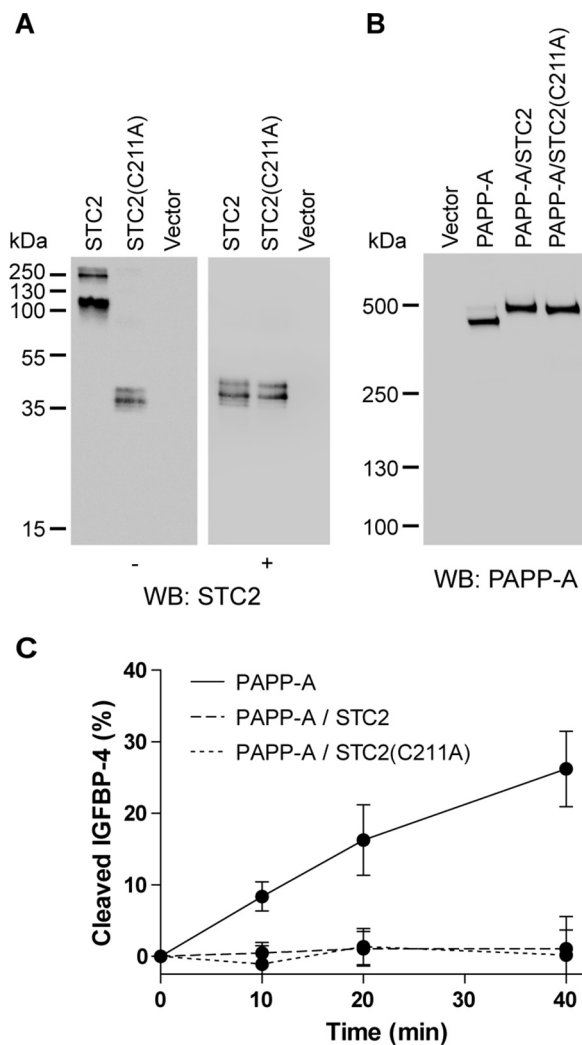 A
kDa
STC2
STC2(C211A)
Vector
STC2
STC2(C211A)
Vector
250
130
100
55
35
15
- +
WB: STC2
B
kDa
Vector
PAPP-A
PAPP-A/STC2
PAPP-A/STC2(C211A)
500
250
130
100
WB: PAPP-A
C
Cleaved IGFBP-4 (%)
40
30
20
10
0
PAPP-A
PAPP-A / STC2
PAPP-A / STC2(C211A)
0 10 20 30 40
Time (min)